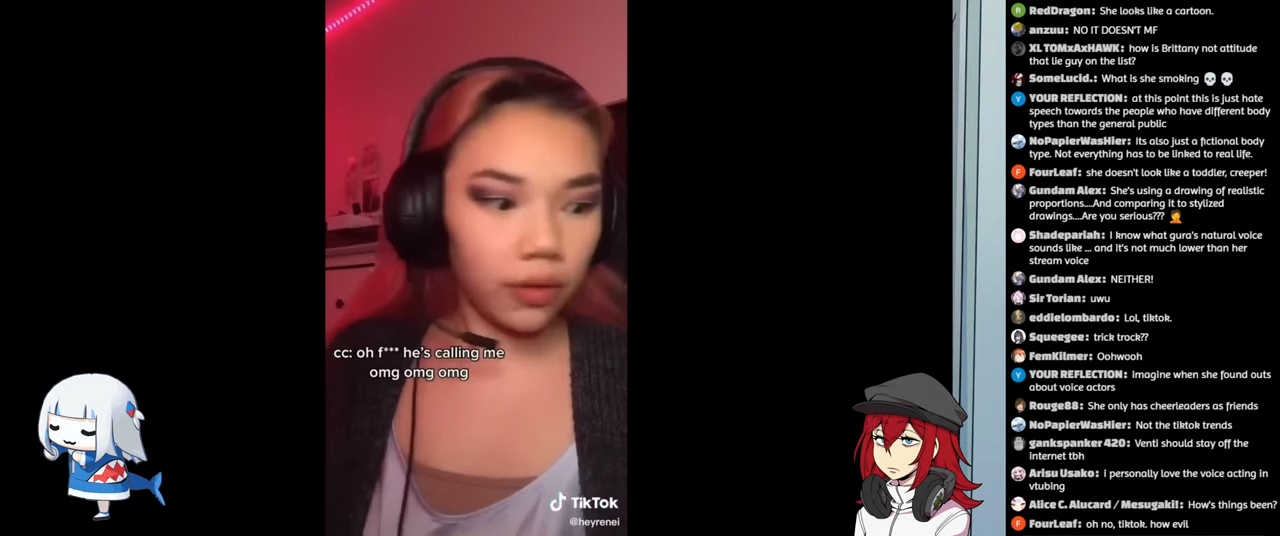 cc: oh f*** he's calling me
omg omg omg
TikTok
@heyrenei
R RedDragon: She looks like a cartoon.
anzuu: NO IT DOESN'T MF
XL TOMxAxHAWK: how is Brittany not attitude
that lie guy on the list?
SomeLucid.: What is she smoking 💀 💀
Y YOUR REFLECTION: at this point this is just hate
speech towards the people who have different body
types than the general public
NoPapierWasHier: Its also just a fictional body
type. Not everything has to be linked to real life.
F FourLeaf: she doesn't look like a toddler, creeper!
Gundam Alex: She's using a drawing of realistic
proportions....And comparing it to stylized
drawings....Are you serious??? 🤦
Shadepariah: I know what gura's natural voice
sounds like ... and it's not much lower than her
stream voice
Gundam Alex: NEITHER!
Sir Torian: uwu
eddielombardo: Lol, tiktok.
Squeegee: trick trock??
FemKilmer: Oohwooh
Y YOUR REFLECTION: imagine when she found outs
about voice actors
Rouge88: She only has cheerleaders as friends
NoPapierWasHier: Not the tiktok trends
gankspanker 420: Venti should stay off the
internet tbh
Arisu Usako: i personally love the voice acting in
vtubing
Alice C. Alucard / Mesugaki!: How's things been?
F FourLeaf: oh no, tiktok. how evil